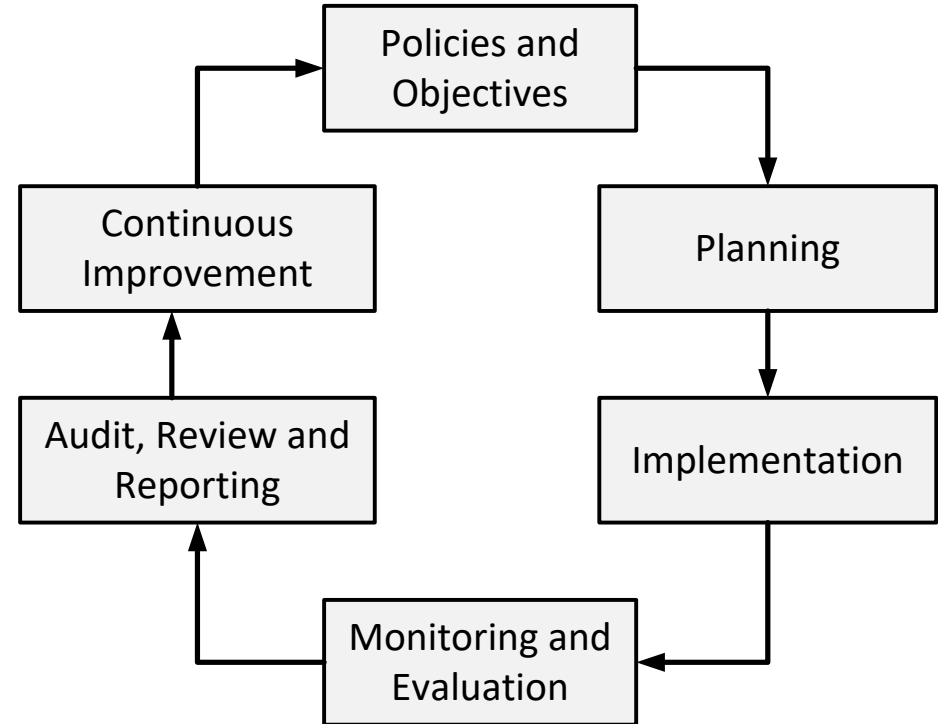 Policies and
Objectives
Continuous
Improvement
Planning
Audit, Review and
Reporting
Implementation
Monitoring and
Evaluation